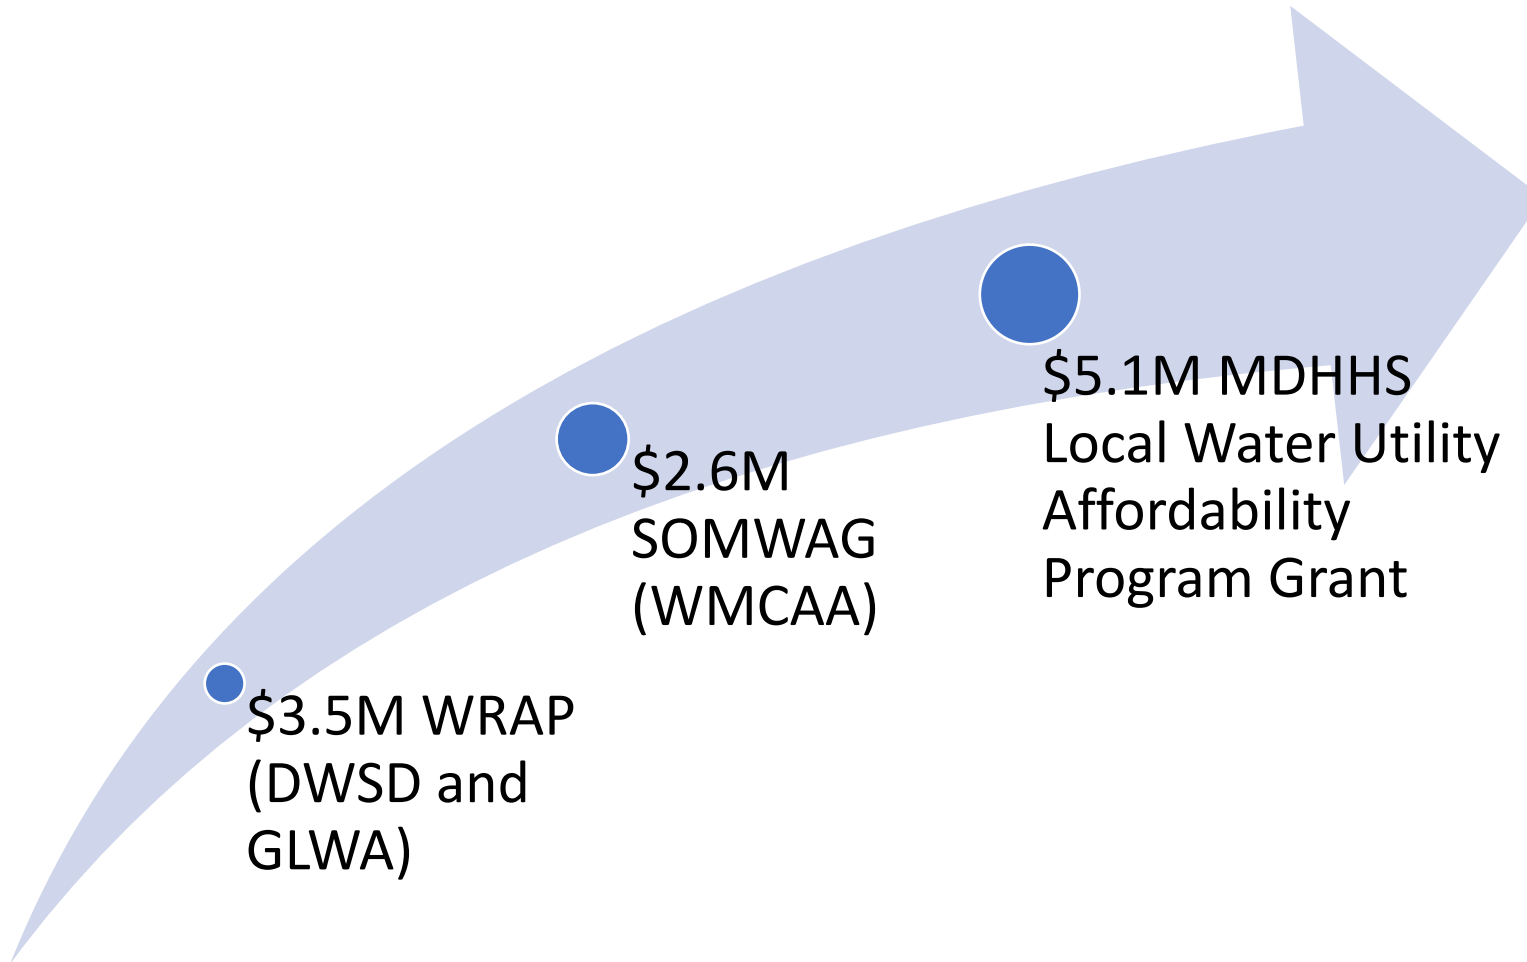 $3.5M WRAP
(DWSD and
GLWA)
$2.6M
SOMWAG
(WMCAA)
$5.1M MDHHS
Local Water Utility
Affordability
Program Grant